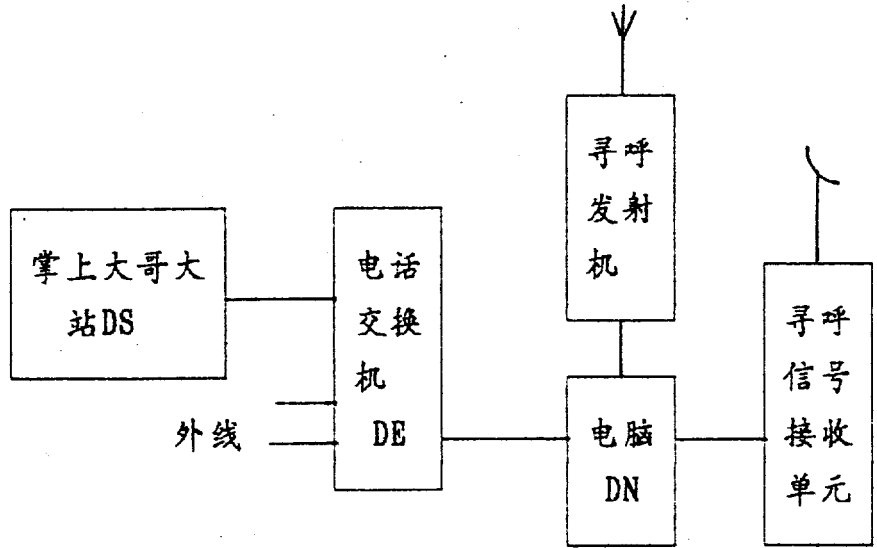 掌上大哥大
站DS
电话
交换
机
DE
外线
寻呼
发射
机
电脑
DN
寻呼
信号
接收
单元